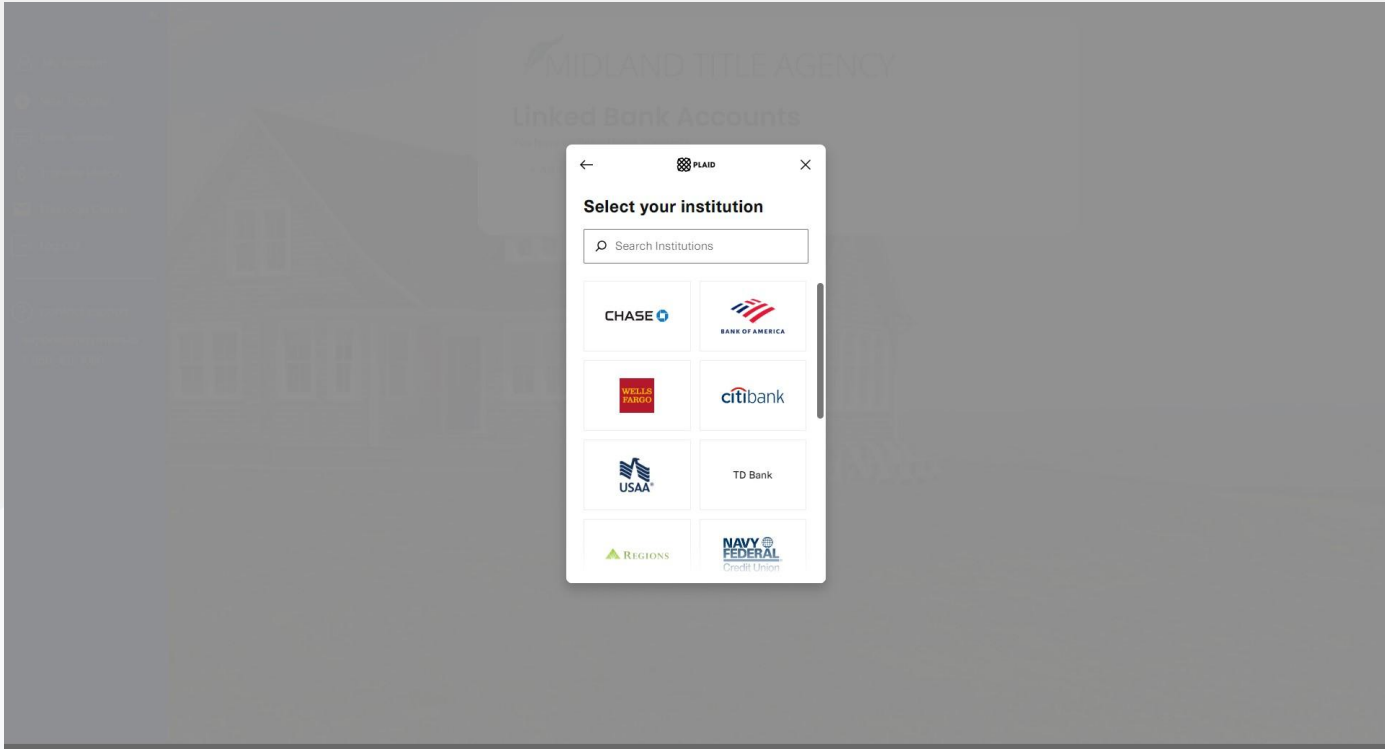 MIDLAND TITLE AGENCY
Linked Bank Accounts
PLAID
Select your institution
Search Institutions
CHASE
BANK OF AMERICA
WELLS
FARGO
citibank
USAA
TD Bank
REGIONS
NAVY
FEDERAL
Credit Union